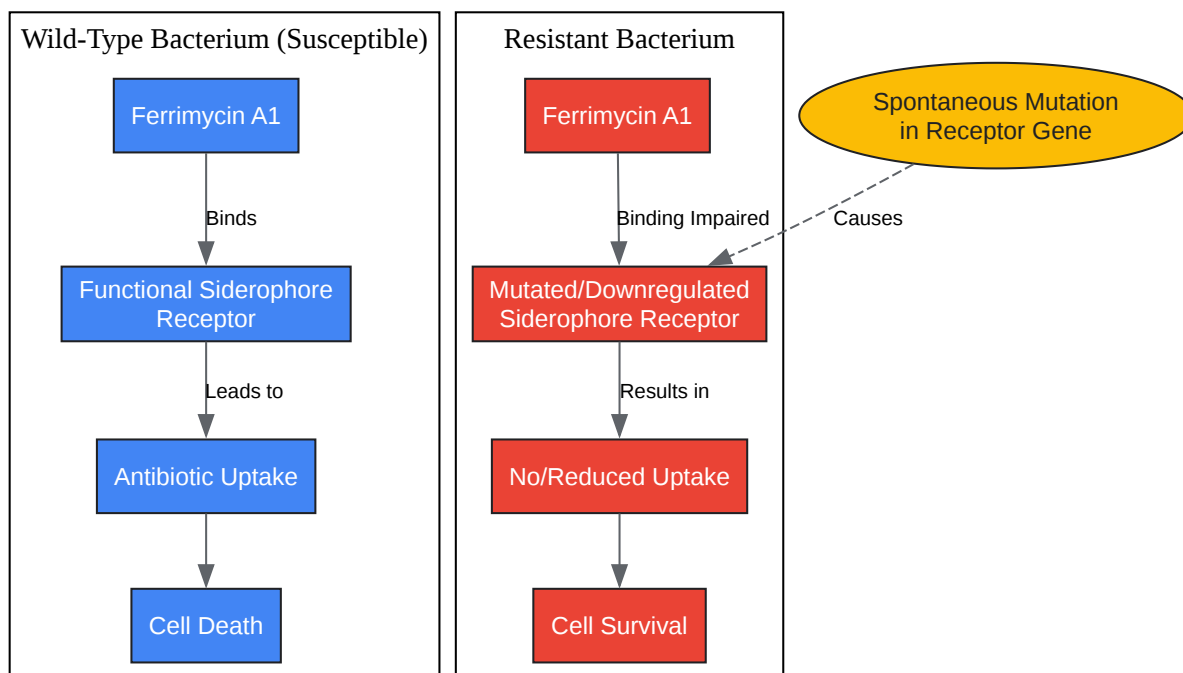 Wild-Type Bacterium (Susceptible)
Ferrimycin A1
Binds
Functional Siderophore
Receptor
Leads to
Antibiotic Uptake
Cell Death
Resistant Bacterium
Ferrimycin A1
Binding Impaired
Mutated/Downregulated
Siderophore Receptor
Results in
No/Reduced Uptake
Cell Survival
Spontaneous Mutation
in Receptor Gene
Causes